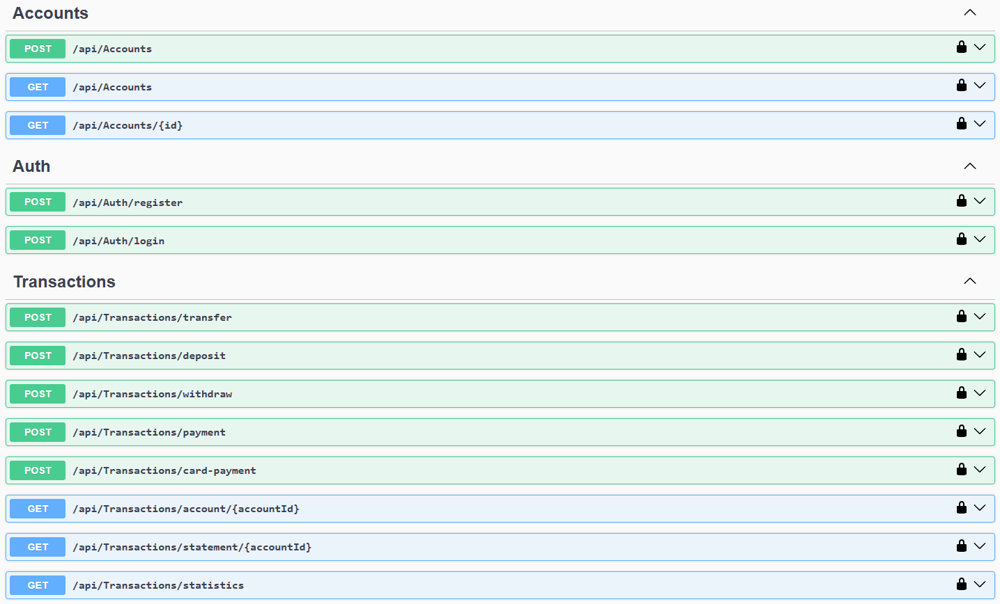 Accounts
POST /api/Accounts
GET /api/Accounts
GET /api/Accounts/{id}
Auth
POST /api/Auth/register
POST /api/Auth/login
Transactions
POST /api/Transactions/transfer
POST /api/Transactions/deposit
POST /api/Transactions/withdraw
POST /api/Transactions/payment
POST /api/Transactions/card-payment
GET /api/Transactions/account/{accountId}
GET /api/Transactions/statement/{accountId}
GET /api/Transactions/statistics